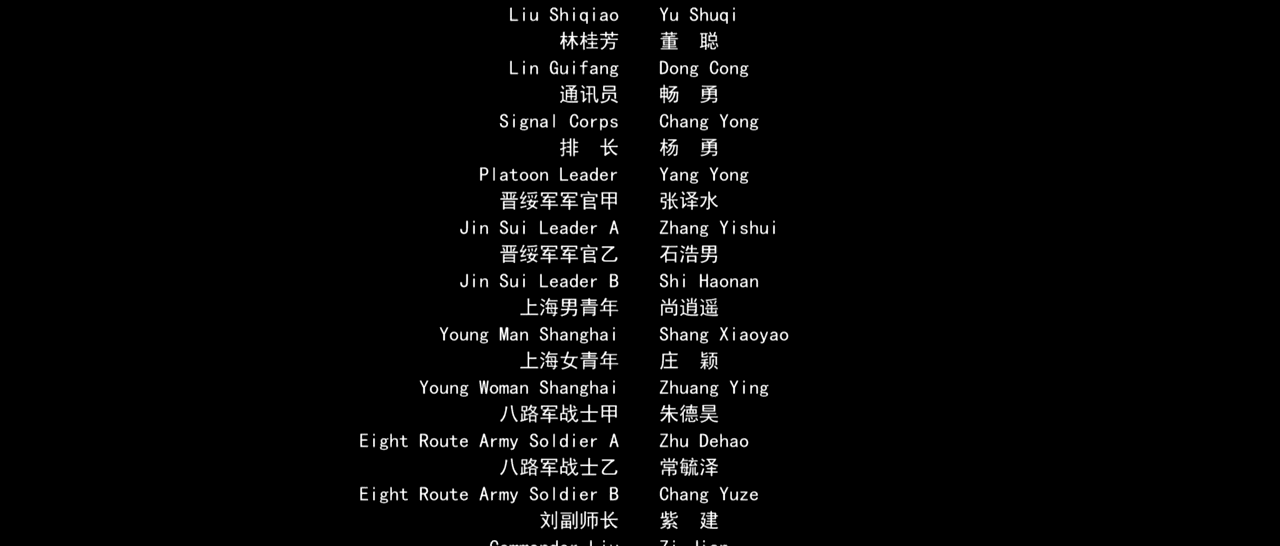 Liu Shiqiao Yu Shuqi
林桂芳 董 聪
Lin Guifang Dong Cong
通讯员 畅 勇
Signal Corps Chang Yong
排 长 杨 勇
Platoon Leader Yang Yong
晋绥军军官甲 张译水
Jin Sui Leader A Zhang Yishui
晋绥军军官乙 石浩男
Jin Sui Leader B Shi Haonan
上海男青年 尚逍遥
Young Man Shanghai Shang Xiaoyao
上海女青年 庄 颖
Young Woman Shanghai Zhuang Ying
八路军战士甲 朱德昊
Eight Route Army Soldier A Zhu Dehao
八路军战士乙 常毓泽
Eight Route Army Soldier B Chang Yuze
刘副师长 紫 建
Commander Liu Zi Jian